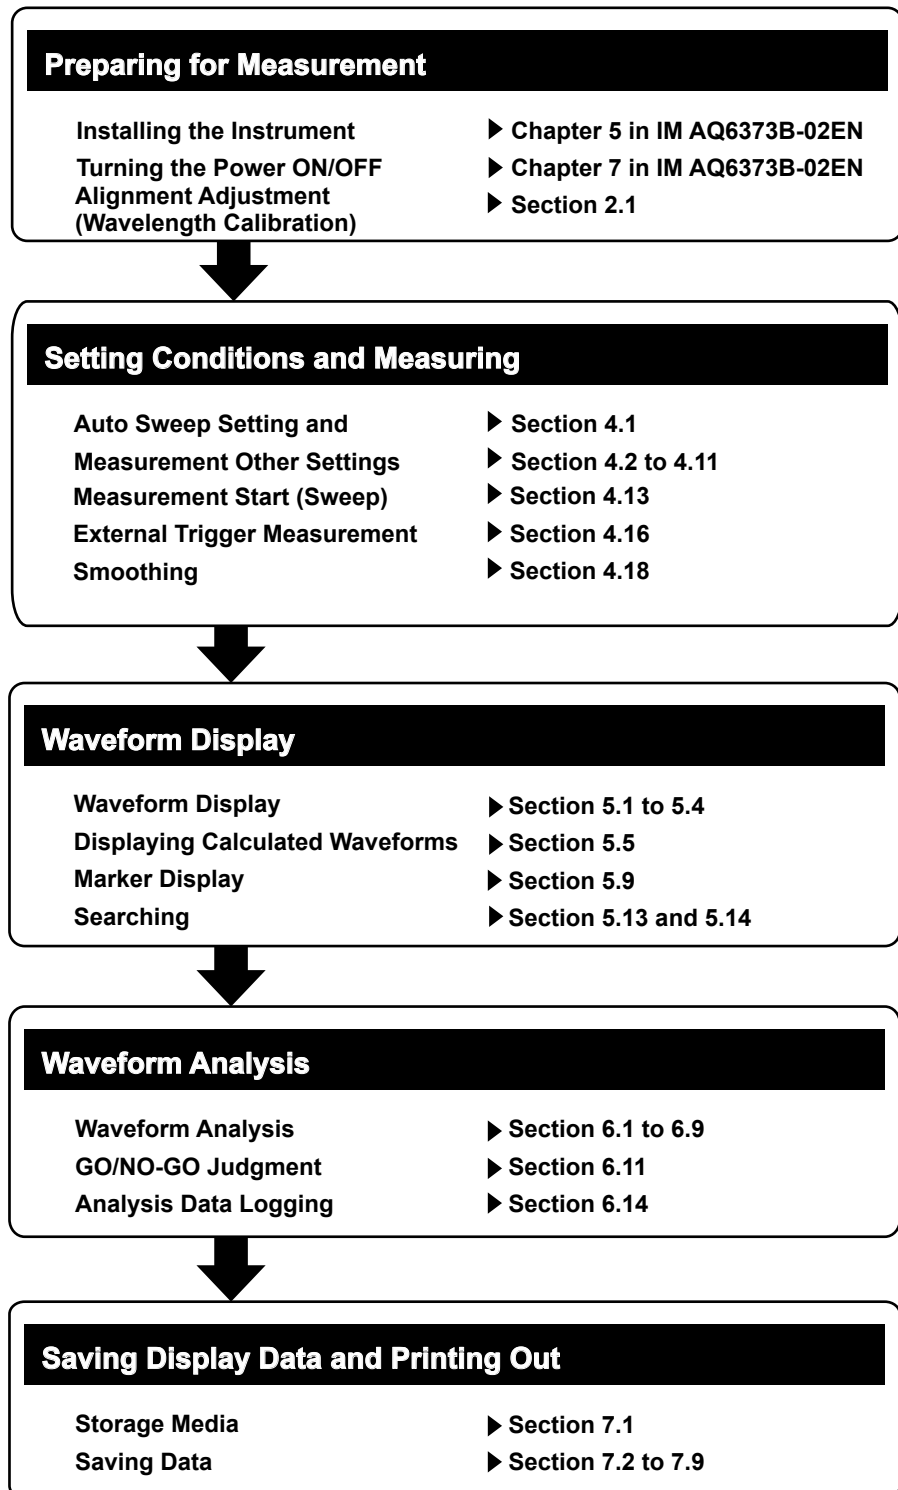 Preparing for Measurement
Installing the Instrument ▶ Chapter 5 in IM AQ6373B-02EN
Turning the Power ON/OFF ▶ Chapter 7 in IM AQ6373B-02EN
Alignment Adjustment
(Wavelength Calibration) ▶ Section 2.1
Setting Conditions and Measuring
Auto Sweep Setting and ▶ Section 4.1
Measurement Other Settings ▶ Section 4.2 to 4.11
Measurement Start (Sweep) ▶ Section 4.13
External Trigger Measurement ▶ Section 4.16
Smoothing ▶ Section 4.18
Waveform Display
Waveform Display ▶ Section 5.1 to 5.4
Displaying Calculated Waveforms ▶ Section 5.5
Marker Display ▶ Section 5.9
Searching ▶ Section 5.13 and 5.14
Waveform Analysis
Waveform Analysis ▶ Section 6.1 to 6.9
GO/NO-GO Judgment ▶ Section 6.11
Analysis Data Logging ▶ Section 6.14
Saving Display Data and Printing Out
Storage Media ▶ Section 7.1
Saving Data ▶ Section 7.2 to 7.9